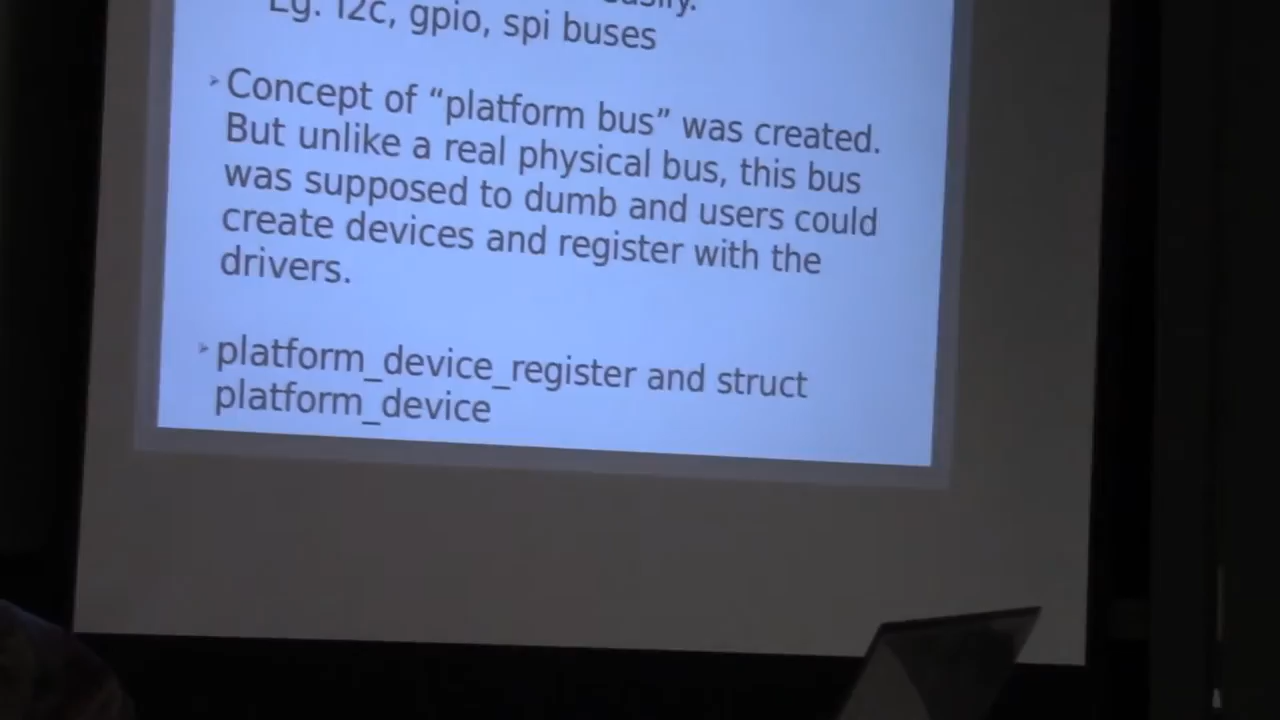 Eg. i2c, gpio, spi buses
Concept of “platform bus” was created.
But unlike a real physical bus, this bus
was supposed to dumb and users could
create devices and register with the
drivers.
platform_device_register and struct
platform_device